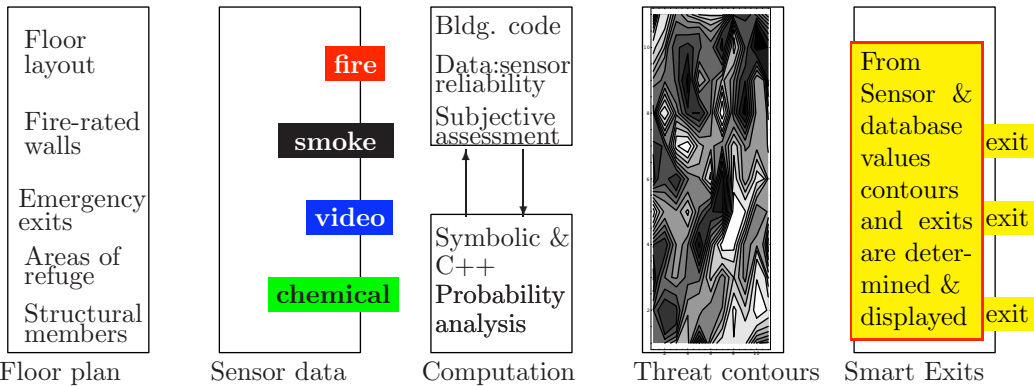 Floor
layout
Fire-rated
walls
Emergency
exits
Areas of
refuge
Structural
members
Floor plan
fire
smoke
video
chemical
Sensor data
Bldg. code
Data:sensor
reliability
Subjective
assessment
Symbolic &
C++
Probability
analysis
Computation
Threat contours
From
Sensor &
database
values
contours
and exits
are deter-
mined &
displayed
exit
exit
exit
Smart Exits